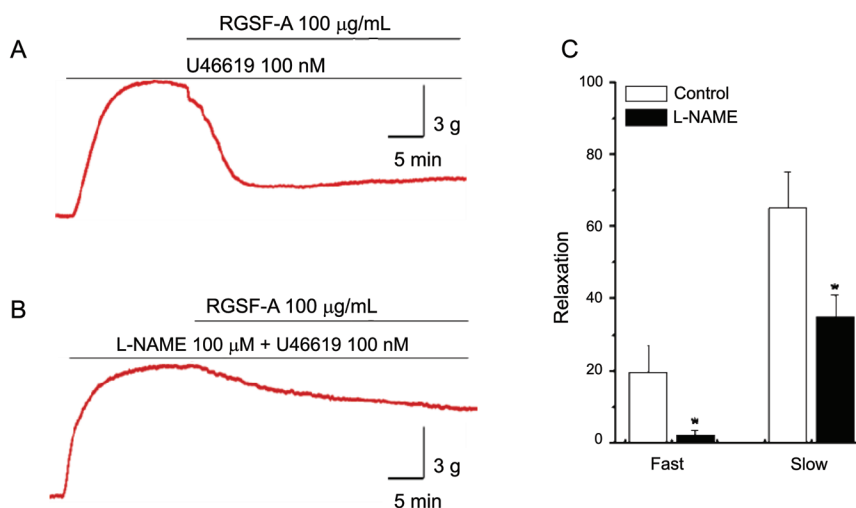 A
RGSF-A 100 μg/mL
U46619 100 nM
3 g
5 min
B
RGSF-A 100 μg/mL
L-NAME 100 μM + U46619 100 nM
3 g
5 min
C
Control
L-NAME
Relaxation
100
80
60
40
20
0
*
*
Fast
Slow